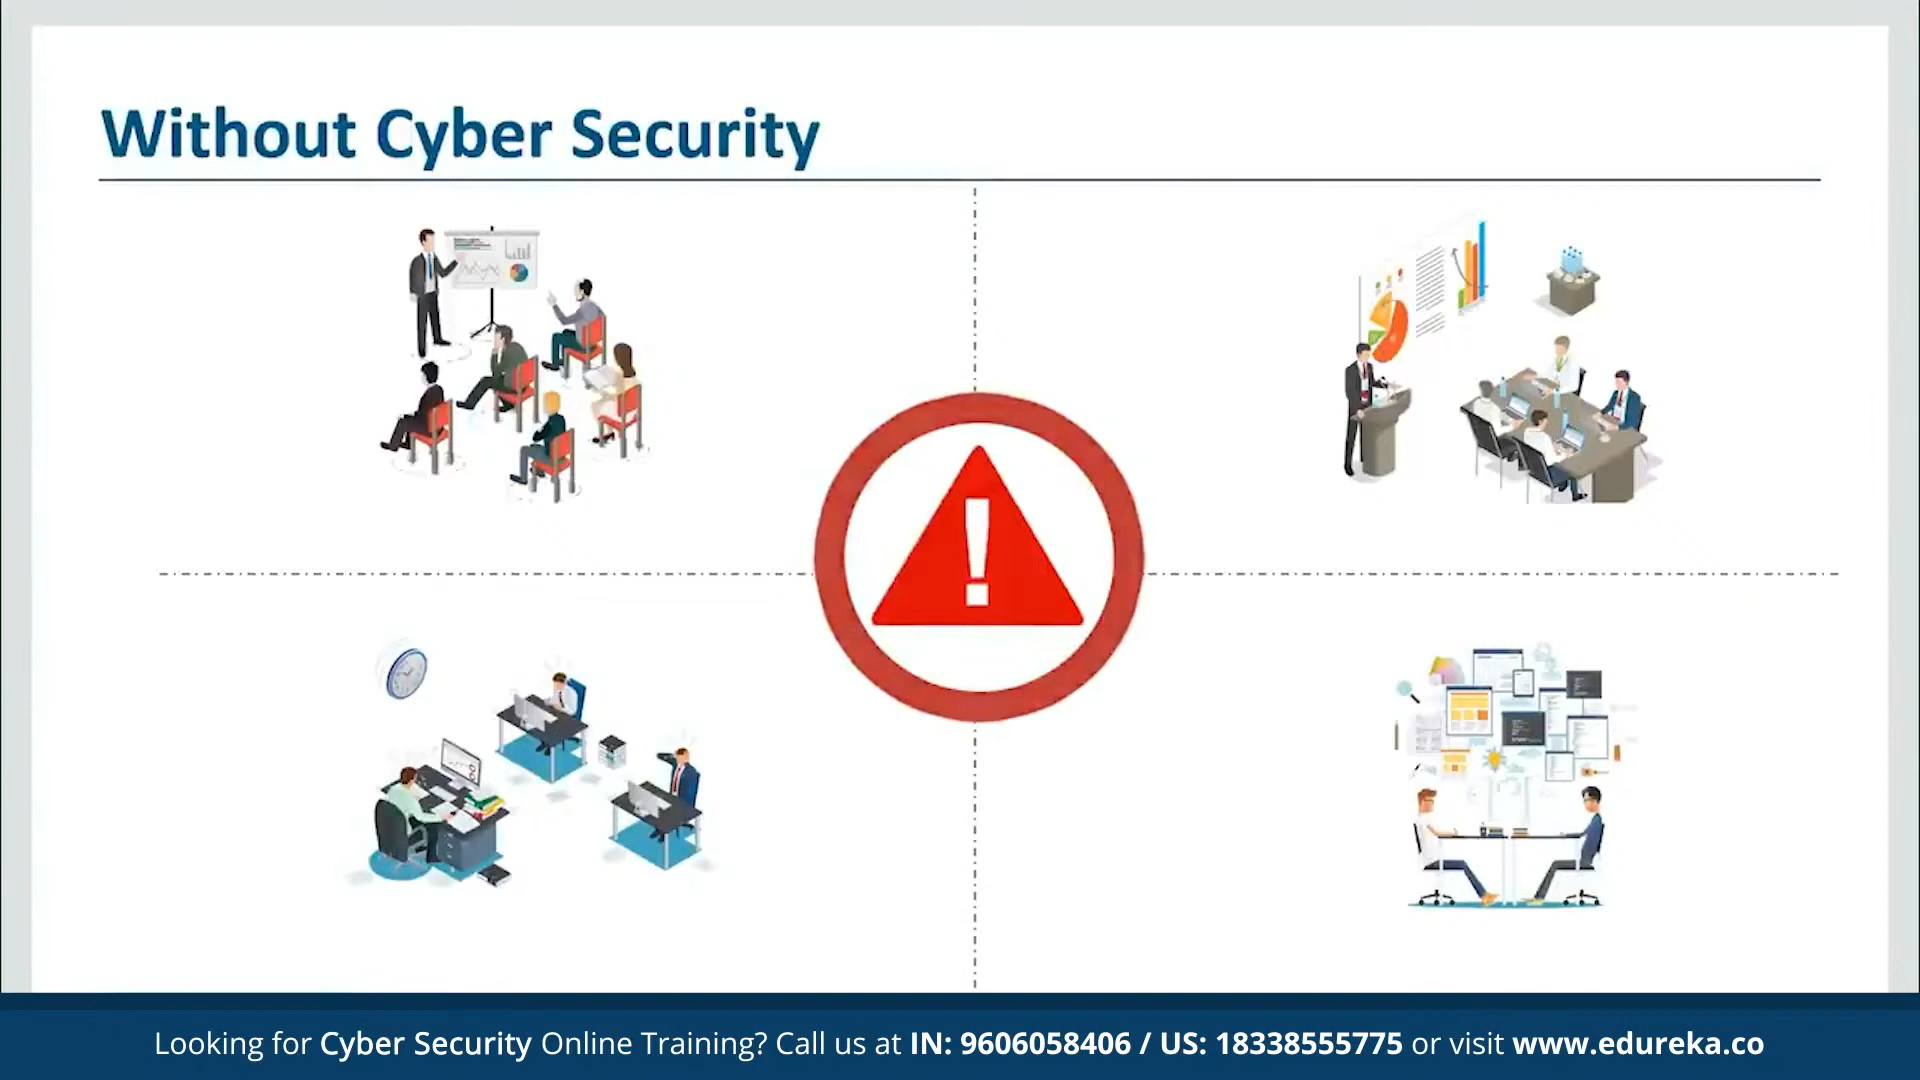 Without Cyber Security
Looking for Cyber Security Online Training? Call us at IN: 9606058406 / US: 18338555775 or visit www.edureka.co